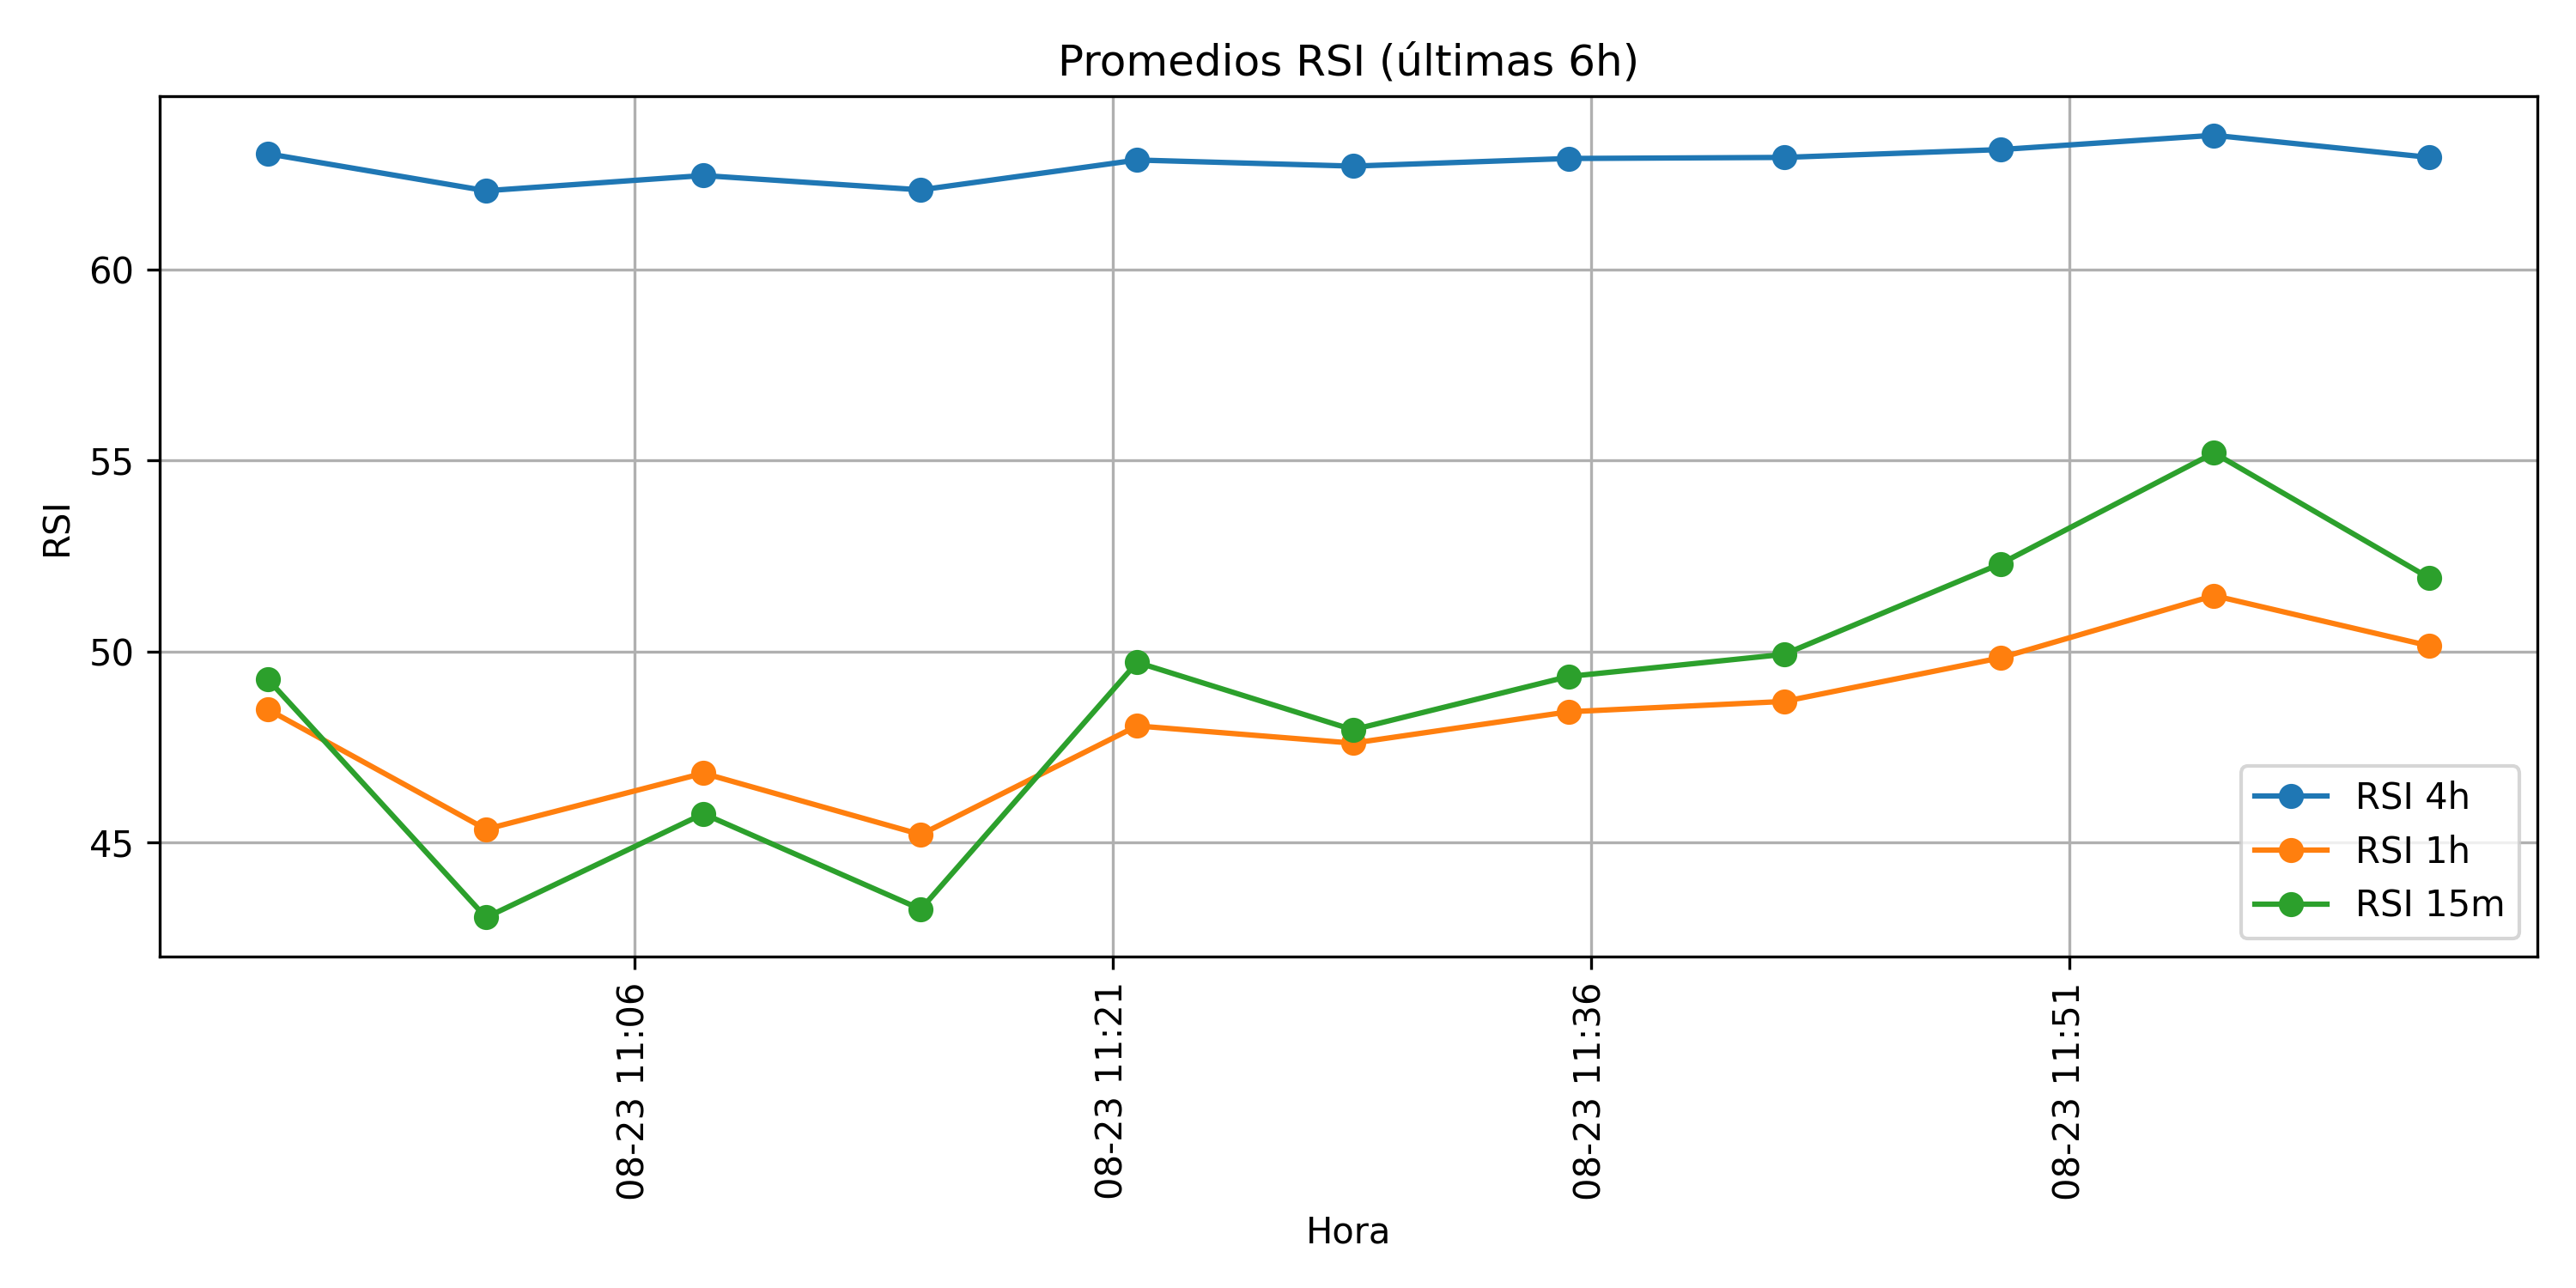 Promedios RSI (últimas 6h)
RSI
60
55
50
45
RSI 4h
RSI 1h
RSI 15m
08-23 11:06
08-23 11:21
08-23 11:36
08-23 11:51
Hora